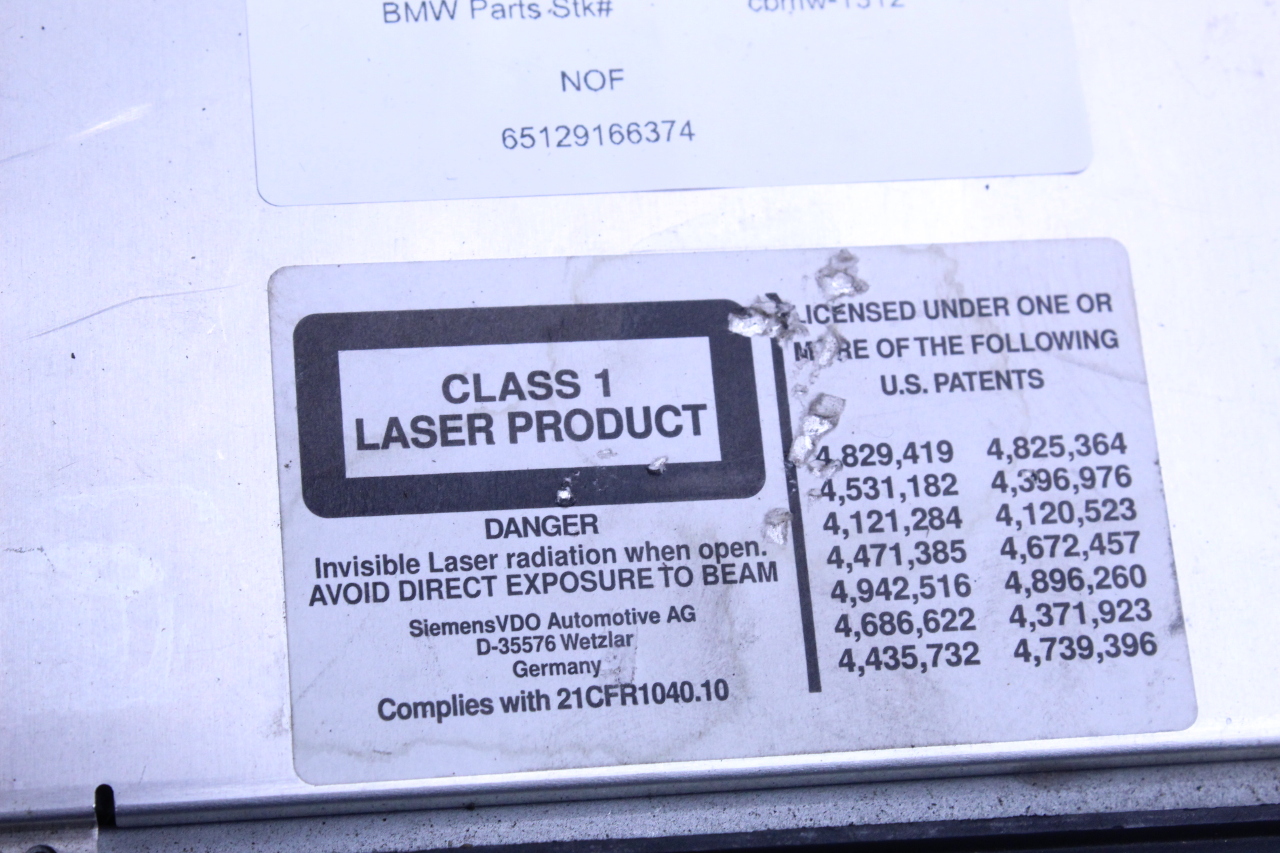 BMW Parts Stk# cbmw-1512
NOF
65129166374
CLASS 1
LASER PRODUCT
DANGER
Invisible Laser radiation when open.
AVOID DIRECT EXPOSURE TO BEAM
SiemensVDO Automotive AG
D-35576 Wetzlar
Germany
Complies with 21CFR1040.10
LICENSED UNDER ONE OR
MORE OF THE FOLLOWING
U.S. PATENTS
4,829,419 4,825,364
4,531,182 4,396,976
4,121,284 4,120,523
4,471,385 4,672,457
4,942,516 4,896,260
4,686,622 4,371,923
4,435,732 4,739,396